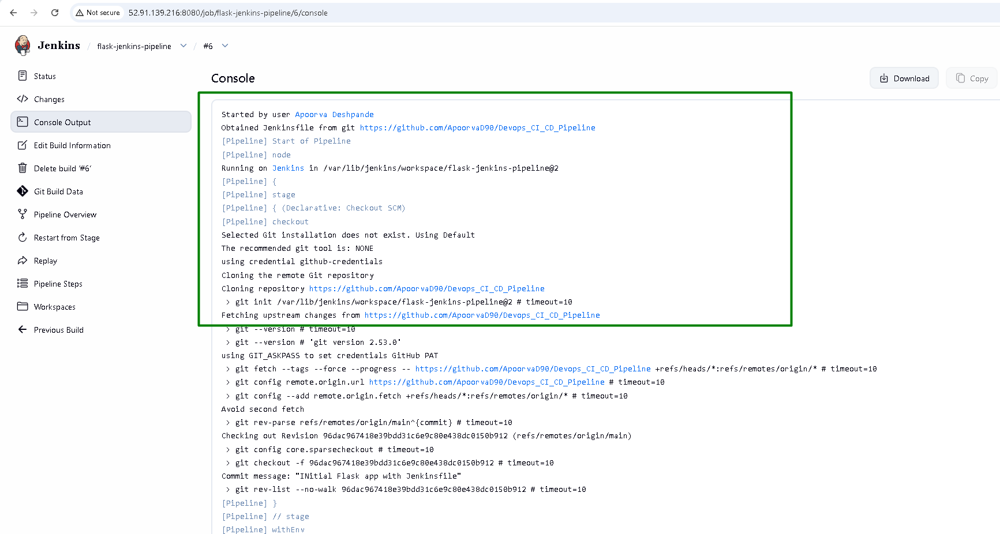 Not secure 52.91.139.216:8080/job/flask-jenkins-pipeline/6/console
Jenkins / flask-jenkins-pipeline / #6
Status
Changes
Console Output
Edit Build Information
Delete build ‘#6’
Git Build Data
Pipeline Overview
Restart from Stage
Replay
Pipeline Steps
Workspaces
Previous Build
Console
Download
Copy
Started by user Apoorva Deshpande
Obtained Jenkinsfile from git https://github.com/ApoorvaD90/Devops_CI_CD_Pipeline
[Pipeline] Start of Pipeline
[Pipeline] node
Running on Jenkins in /var/lib/jenkins/workspace/flask-jenkins-pipeline@2
[Pipeline] {
[Pipeline] stage
[Pipeline] { (Declarative: Checkout SCM)
[Pipeline] checkout
Selected Git installation does not exist. Using Default
The recommended git tool is: NONE
using credential github-credentials
Cloning the remote Git repository
Cloning repository https://github.com/ApoorvaD90/Devops_CI_CD_Pipeline
> git init /var/lib/jenkins/workspace/flask-jenkins-pipeline@2 # timeout=10
Fetching upstream changes from https://github.com/ApoorvaD90/Devops_CI_CD_Pipeline
> git --version # timeout=10
> git --version # 'git version 2.53.0'
using GIT_ASKPASS to set credentials GitHub PAT
> git fetch --tags --force --progress -- https://github.com/ApoorvaD90/Devops_CI_CD_Pipeline +refs/heads/*:refs/remotes/origin/* # timeout=10
> git config remote.origin.url https://github.com/ApoorvaD90/Devops_CI_CD_Pipeline # timeout=10
> git config --add remote.origin.fetch +refs/heads/*:refs/remotes/origin/* # timeout=10
Avoid second fetch
> git rev-parse refs/remotes/origin/main^{commit} # timeout=10
Checking out Revision 96dac967418e39bdd31c6e9c80e438dc0150b912 (refs/remotes/origin/main)
> git config core.sparsecheckout # timeout=10
> git checkout -f 96dac967418e39bdd31c6e9c80e438dc0150b912 # timeout=10
Commit message: "INitial Flask app with Jenkinsfile"
> git rev-list --no-walk 96dac967418e39bdd31c6e9c80e438dc0150b912 # timeout=10
[Pipeline] }
[Pipeline] // stage
[Pipeline] withEnv